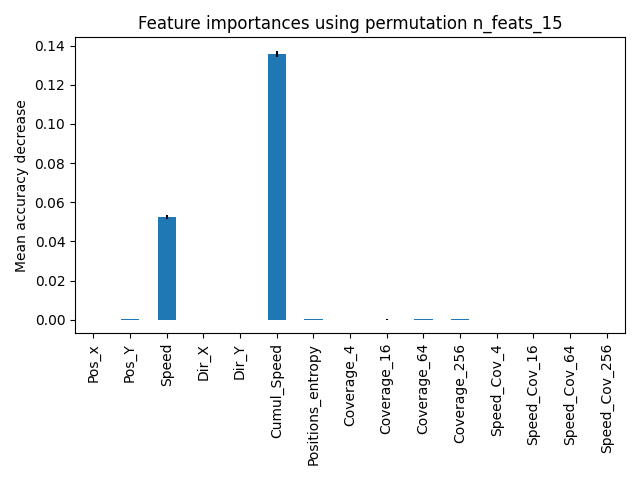 Feature importances using permutation n_feats_15
Mean accuracy decrease
0.14
0.12
0.10
0.08
0.06
0.04
0.02
0.00
Pos_x
Pos_Y
Speed
Dir_X
Dir_Y
Cumul_Speed
Positions_entropy
Coverage_4
Coverage_16
Coverage_64
Coverage_256
Speed_Cov_4
Speed_Cov_16
Speed_Cov_64
Speed_Cov_256